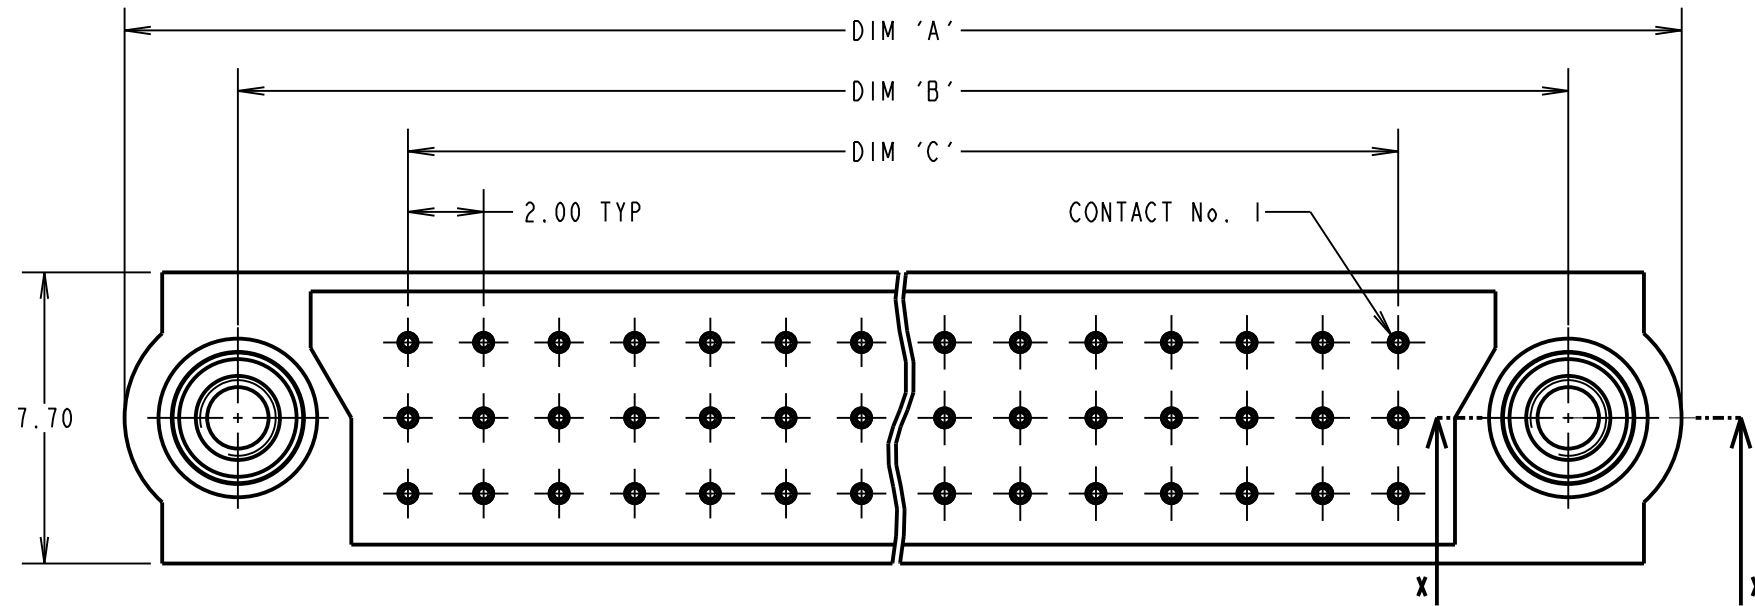 DIM 'A'
DIM 'B'
DIM 'C'
2.00 TYP
CONTACT No. 1
7.70
X